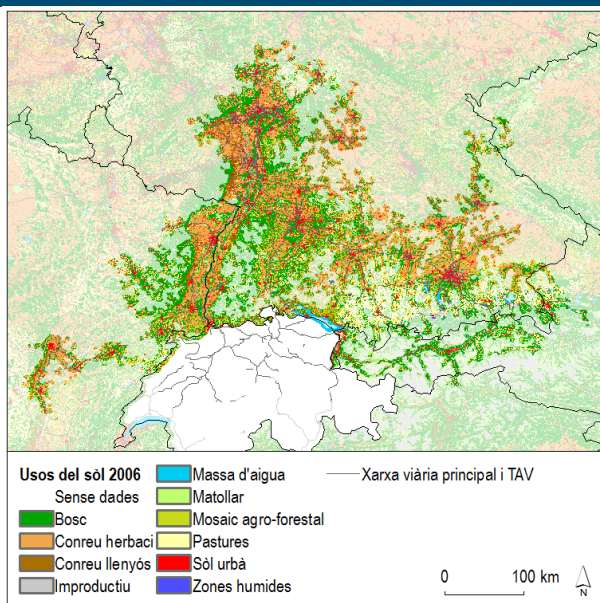 Usos del sòl 2006
Sense dades
Bosc
Conreu herbaci
Conreu llenyós
Improductiu
Massa d'aigua
Matollar
Mosaic agro-forestal
Pastures
Sòl urbà
Zones humides
Xarxa viària principal i TAV
0 100 km
N